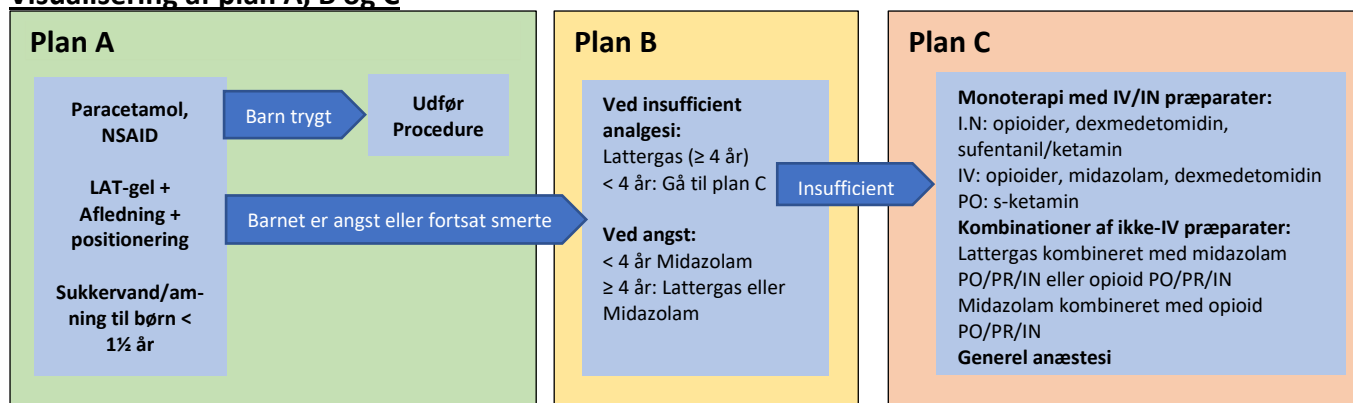 Visualisering af plan A, B og C
Plan A
Paracetamol,
NSAID
LAT-gel +
Afledning +
positionering
Sukkervand/am-
ning til børn <
1½ år
Barn trygt
Udfør
Procedure
Barnet er angst eller fortsat smerte
Plan B
Ved insufficient
analgesi:
Lattergas (≥ 4 år)
< 4 år: Gå til plan C
Ved angst:
< 4 år Midazolam
≥ 4 år: Lattergas eller
Midazolam
Insufficient
Plan C
Monoterapi med IV/IN præparater:
I.N: opioider, dexmedetomidin,
sufentanil/ketamin
IV: opioider, midazolam, dexmedetomidin
PO: s-ketamin
Kombinationer af ikke-IV præparater:
Lattergas kombineret med midazolam
PO/PR/IN eller opioid PO/PR/IN
Midazolam kombineret med opioid
PO/PR/IN
Generel anæstesi